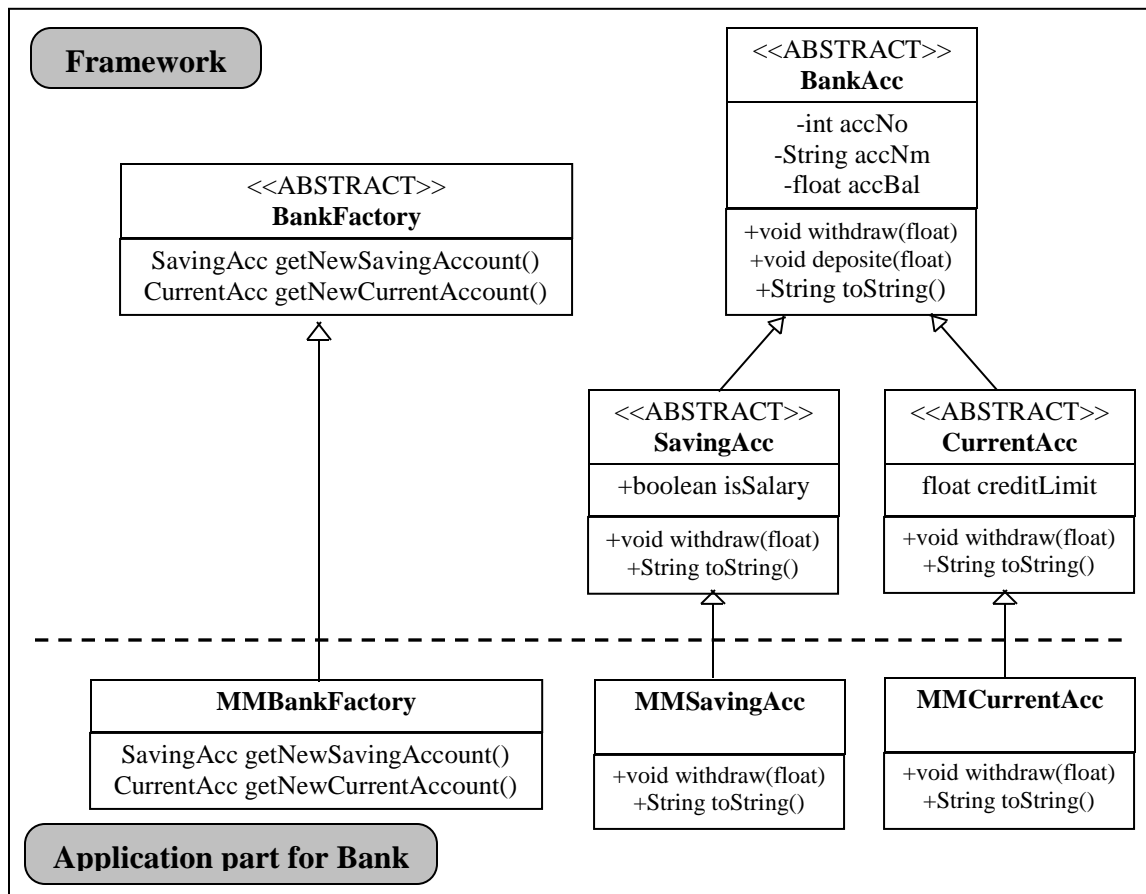 Framework
<<ABSTRACT>>
BankAcc
-int accNo
-String accNm
-float accBal
+void withdraw(float)
+void deposite(float)
+String toString()
<<ABSTRACT>>
BankFactory
SavingAcc getNewSavingAccount()
CurrentAcc getNewCurrentAccount()
<<ABSTRACT>>
SavingAcc
+boolean isSalary
+void withdraw(float)
+String toString()
<<ABSTRACT>>
CurrentAcc
float creditLimit
+void withdraw(float)
+String toString()
MMBankFactory
SavingAcc getNewSavingAccount()
CurrentAcc getNewCurrentAccount()
MMSavingAcc
+void withdraw(float)
+String toString()
MMCurrentAcc
+void withdraw(float)
+String toString()
Application part for Bank